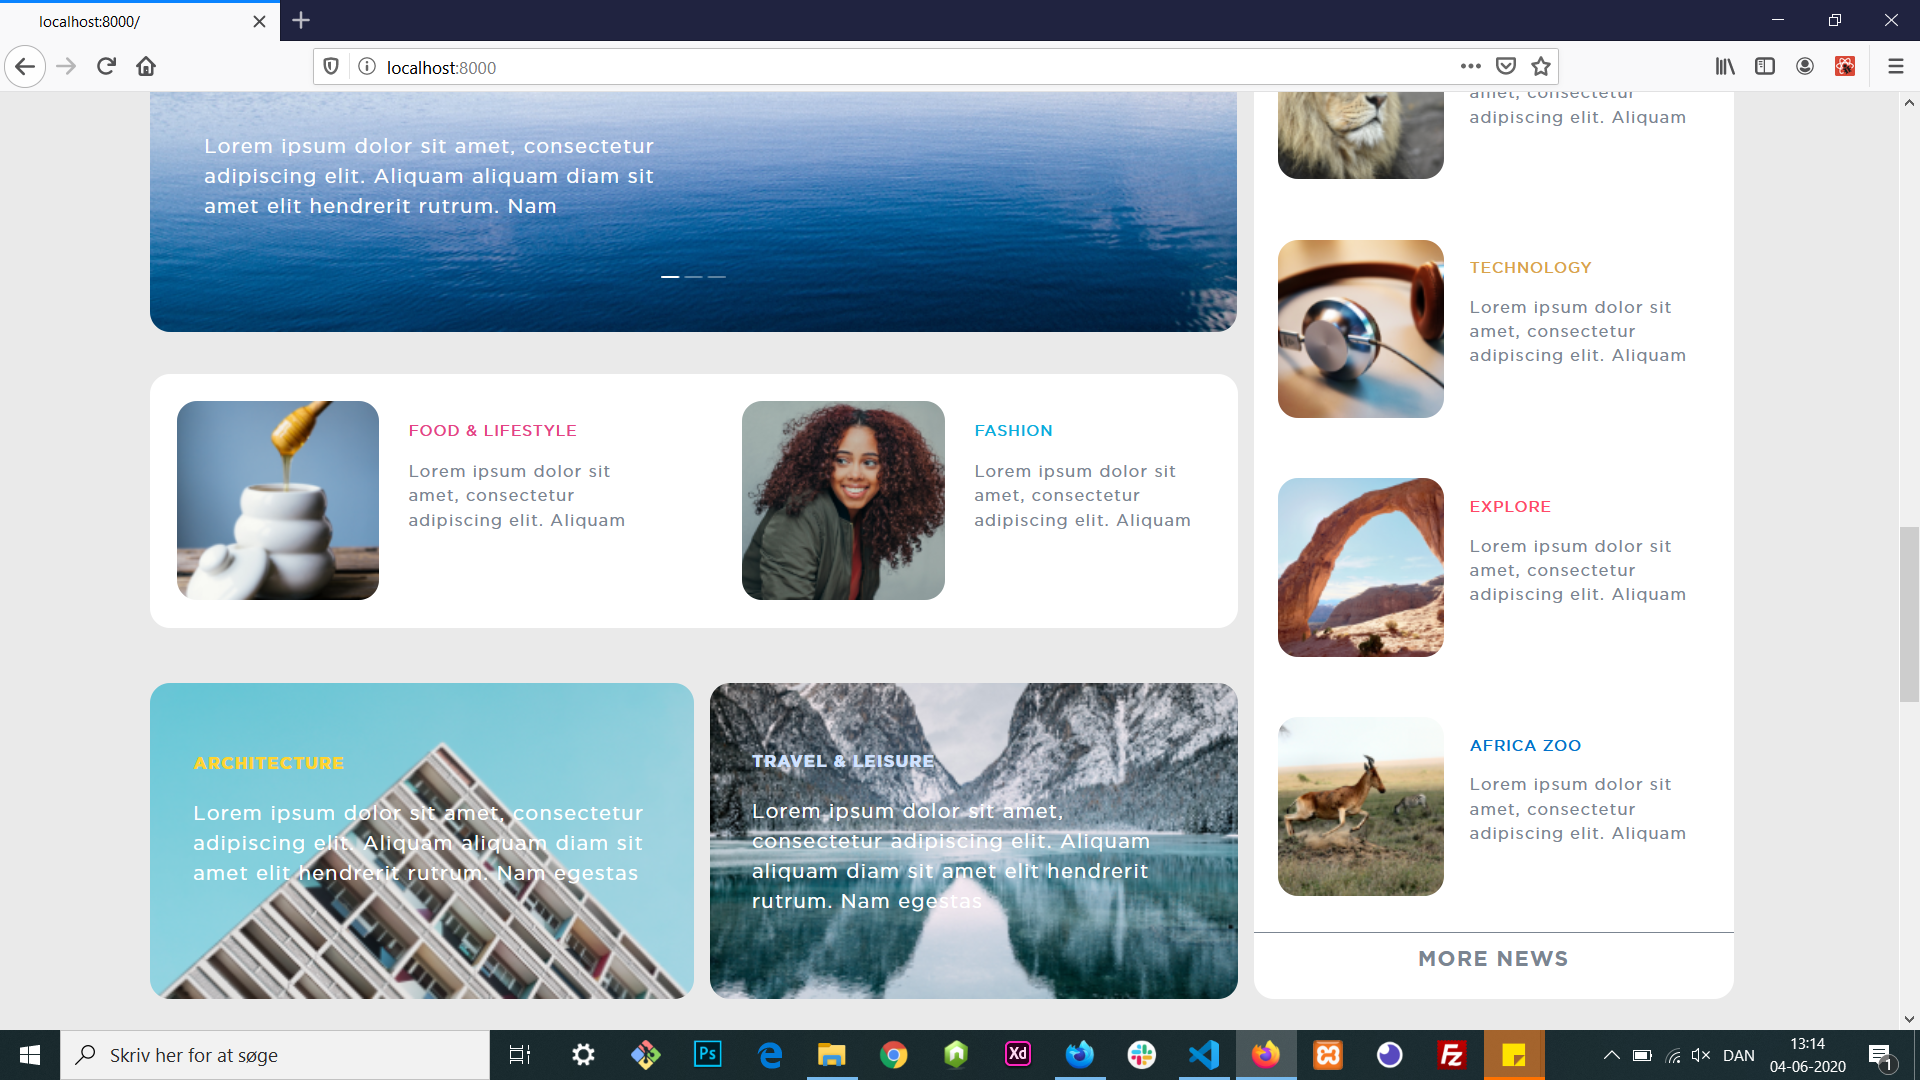 localhost:8000/
localhost:8000
Lorem ipsum dolor sit amet, consectetur
adipiscing elit. Aliquam aliquam diam sit
amet elit hendrerit rutrum. Nam
FOOD & LIFESTYLE
Lorem ipsum dolor sit
amet, consectetur
adipiscing elit. Aliquam
FASHION
Lorem ipsum dolor sit
amet, consectetur
adipiscing elit. Aliquam
ARCHITECTURE
Lorem ipsum dolor sit amet, consectetur
adipiscing elit. Aliquam aliquam diam sit
amet elit hendrerit rutrum. Nam egestas
TRAVEL & LEISURE
Lorem ipsum dolor sit amet,
consectetur adipiscing elit. Aliquam
aliquam diam sit amet elit hendrerit
rutrum. Nam egestas
amet, consectetur
adipiscing elit. Aliquam
TECHNOLOGY
Lorem ipsum dolor sit
amet, consectetur
adipiscing elit. Aliquam
EXPLORE
Lorem ipsum dolor sit
amet, consectetur
adipiscing elit. Aliquam
AFRICA ZOO
Lorem ipsum dolor sit
amet, consectetur
adipiscing elit. Aliquam
MORE NEWS
Skriv her for at søge
Ps
Xd
Fz
DAN
13:14
04-06-2020
1